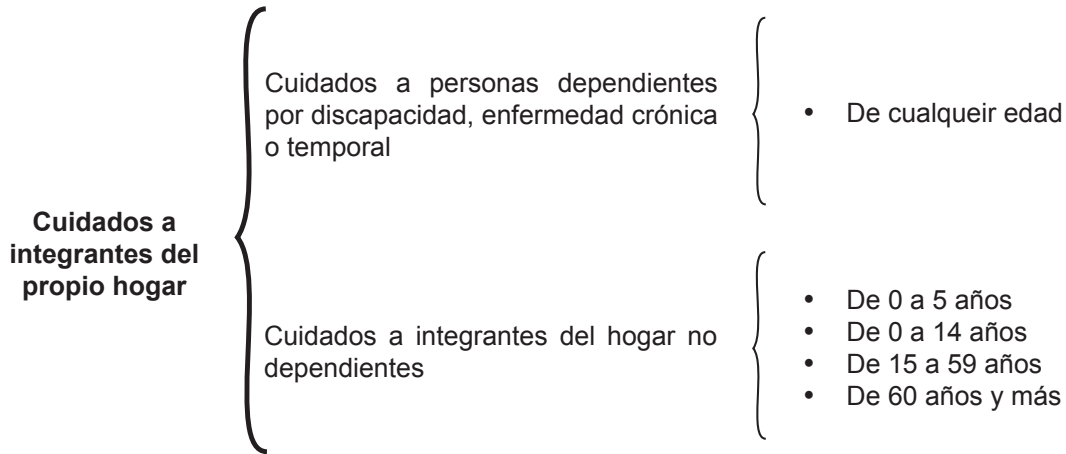 Cuidados a
integrantes del
propio hogar
Cuidados a personas dependientes
por discapacidad, enfermedad crónica
o temporal
• De cualqueir edad
Cuidados a integrantes del hogar no
dependientes
• De 0 a 5 años
• De 0 a 14 años
• De 15 a 59 años
• De 60 años y más